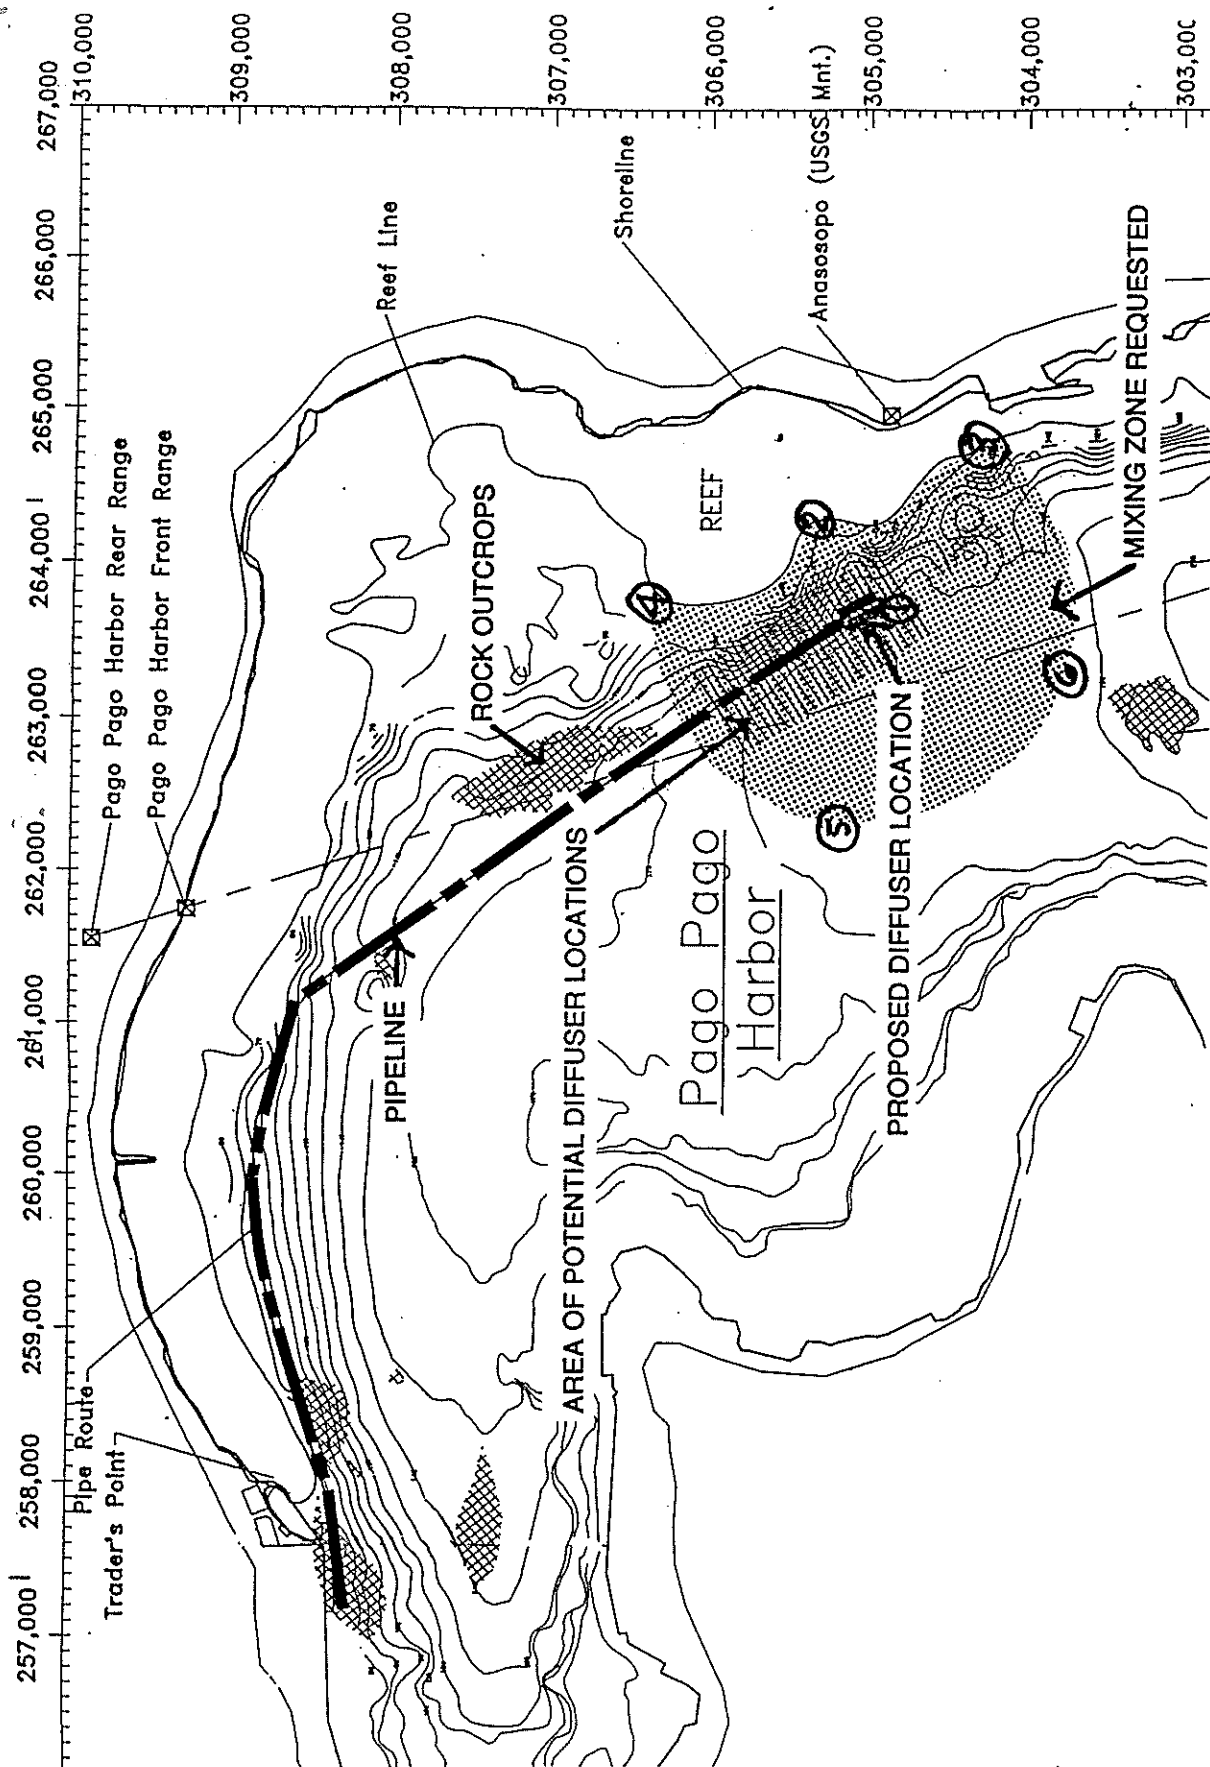 310,000
309,000
308,000
307,000
306,000
305,000
304,000
267,000
266,000
265,000
264,000
263,000
262,000
261,000
260,000
259,000
258,000
257,000
Pago Pago Harbor Rear Range
Pago Pago Harbor Front Range
Reef Line
Shoreline
Anasosopo (USGS Mnt.)
MIXING ZONE REQUESTED
REEF
ROCK OUTCROPS
4
2
3
1
6
5
PIPELINE
AREA OF POTENTIAL DIFFUSER LOCATIONS
Pago Pago
Harbor
PROPOSED DIFFUSER LOCATION
Pipe Route
Trader's Point